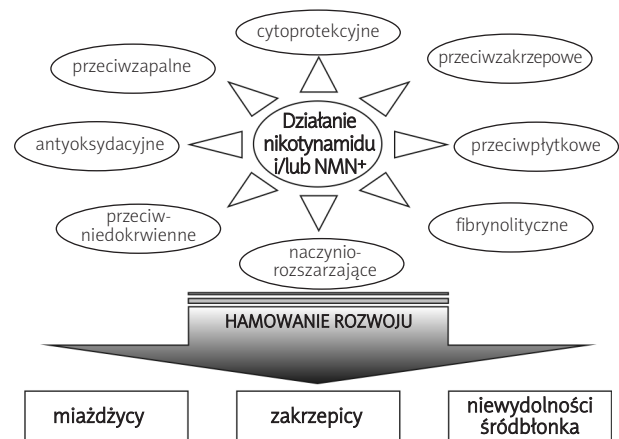 cytoprotekcyjne
przeciwzapalne
przeciwzakrzepowe
Działanie
nikotynamidu
i/lub NMN+
antyoksydacyjne
przeciwpłytkowe
przeciw-
niedokrwienne
fibrynolityczne
naczynio-
rozszarzające
HAMOWANIE ROZWOJU
miażdżycy
zakrzepicy
niewydolności
śródbłonka